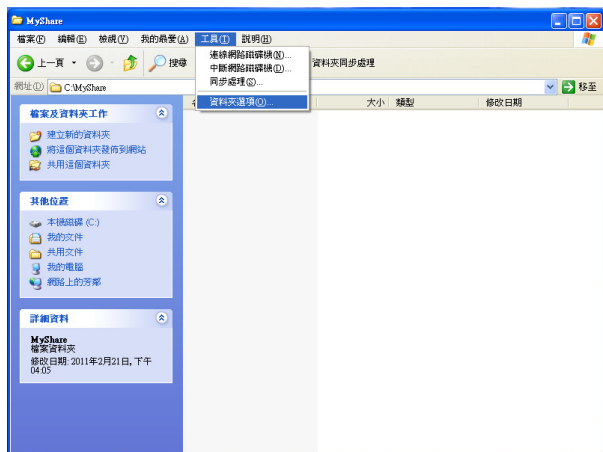 MyShare
檔案(F) 編輯(E) 檢視(V) 我的最愛(A) 工具(T) 說明(H)
上一頁 搜尋 資料夾同步處理
連線網路磁碟機(N)...
中斷網路磁碟機(D)...
同步處理(S)...
資料夾選項(O)...
網址(D) C:\MyShare 移至
大小 類型 修改日期
檔案及資料夾工作
建立新的資料夾
將這個資料夾發佈到網站
共用這個資料夾
其他位置
本機磁碟 (C:)
我的文件
共用文件
我的電腦
網路上的芳鄰
詳細資料
MyShare
檔案資料夾
修改日期: 2011年2月21日, 下午
04:05